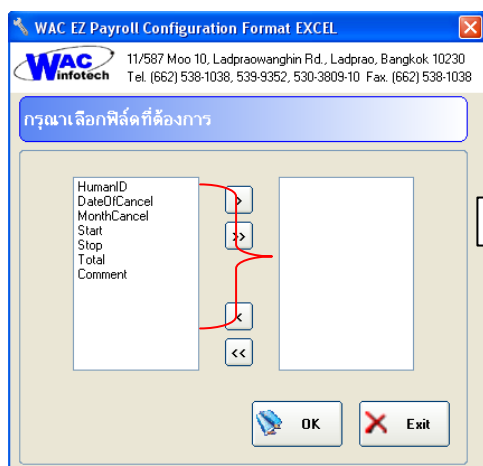 WAC EZ Payroll Configuration Format EXCEL
WAC
infotech
11/587 Moo 10, Ladpraowanghin Rd., Ladprao, Bangkok 10230
Tel. (662) 538-1038, 539-9352, 530-3809-10 Fax. (662) 538-1038
กรุณาเลือกฟิล์ดที่ต้องการ
HumanID
DateOfCancel
MonthCancel
Start
Stop
Total
Comment
>
>>
<
<<
OK
Exit